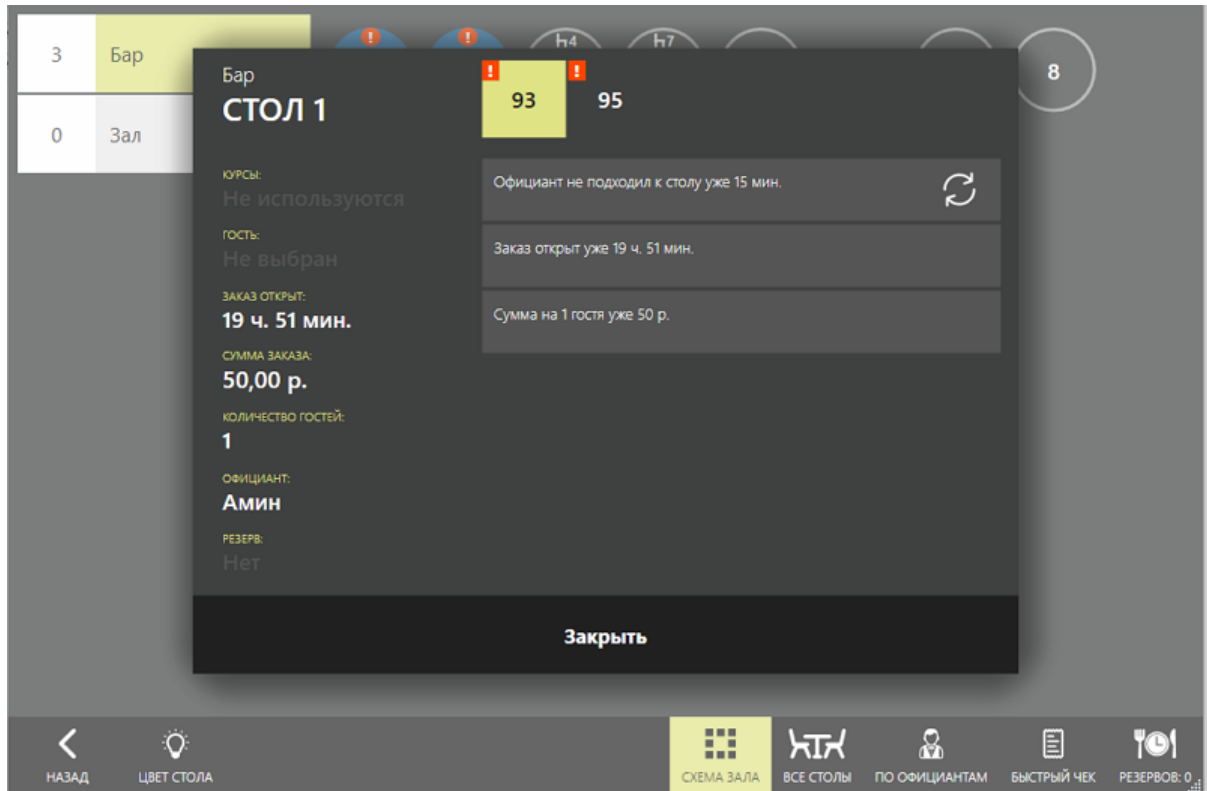 3 Бар
0 Зал
4
7
8
Бар
СТОЛ 1
КУРСЫ:
Не используются
ГОСТЬ:
Не выбран
ЗАКАЗ ОТКРЫТ:
19 ч. 51 мин.
СУММА ЗАКАЗА:
50,00 р.
КОЛИЧЕСТВО ГОСТЕЙ:
1
ОФИЦИАНТ:
Амин
РЕЗЕРВ:
Нет
! 93 ! 95
Официант не подходил к столу уже 15 мин.
Заказ открыт уже 19 ч. 51 мин.
Сумма на 1 гостя уже 50 р.
Закрыть
НАЗАД
ЦВЕТ СТОЛА
СХЕМА ЗАЛА
ВСЕ СТОЛЫ
ПО ОФИЦИАНТАМ
БЫСТРЫЙ ЧЕК
РЕЗЕРВОВ: 0